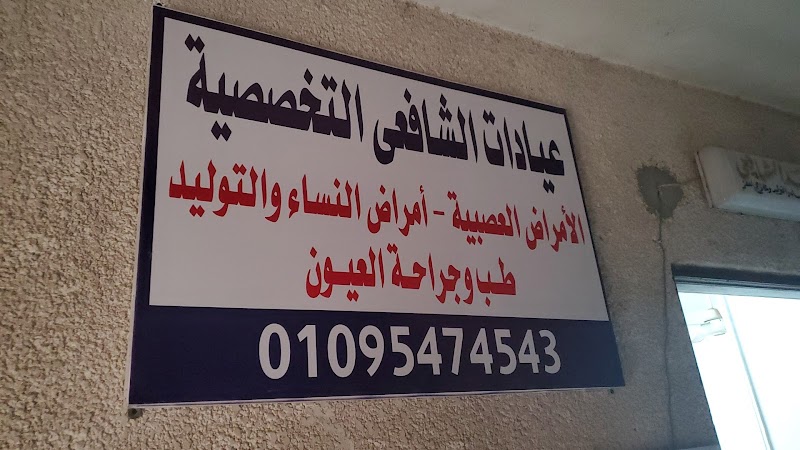 عيادات الشافعى التخصصية
الأمراض العصبية - أمراض النساء والتوليد
طب وجراحة العيون
01095474543